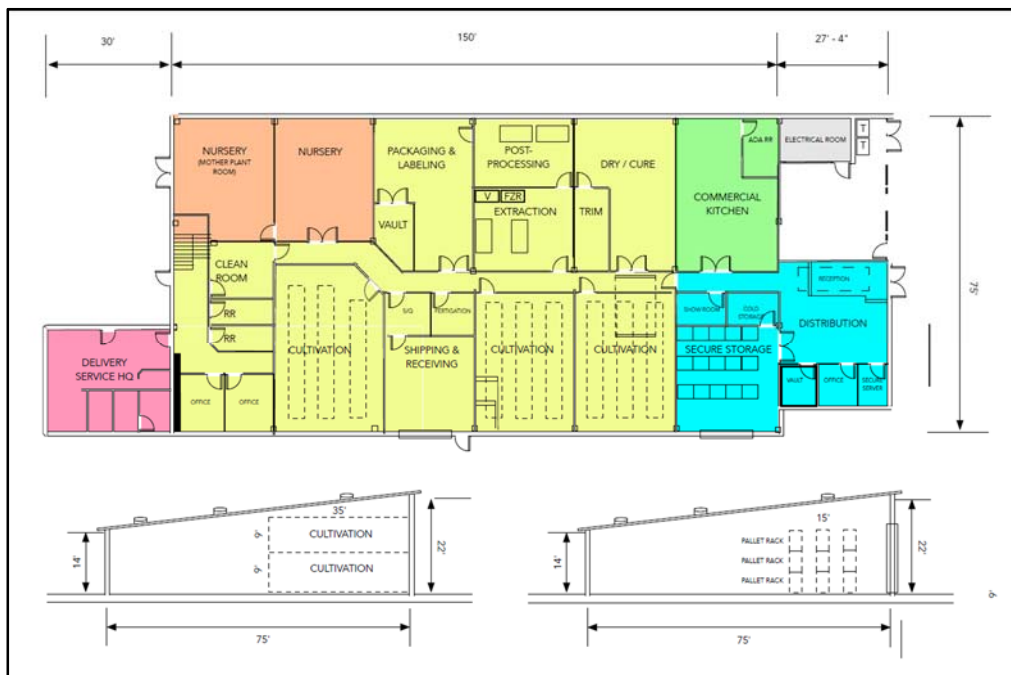 30'
150'
27' - 4"
NURSERY
(MOTHER PLANT
ROOM)
NURSERY
PACKAGING &
LABELING
POST-
PROCESSING
DRY / CURE
ADA RR
ELECTRICAL ROOM
T
T
V
FZR
COMMERCIAL
KITCHEN
VAULT
EXTRACTION
TRIM
CLEAN
ROOM
RECEPTION
75'
RR
RR
S/Q
FERTIGATION
SHOWROOM
COLD
STORAGE
DISTRIBUTION
DELIVERY
SERVICE HQ
CULTIVATION
SHIPPING &
RECEIVING
CULTIVATION
CULTIVATION
SECURE STORAGE
OFFICE
OFFICE
VAULT
OFFICE
SECURE
SERVER
35'
14'
9'
CULTIVATION
9'
CULTIVATION
22'
75'
15'
14'
PALLET RACK
PALLET RACK
PALLET RACK
22'
9'
75'